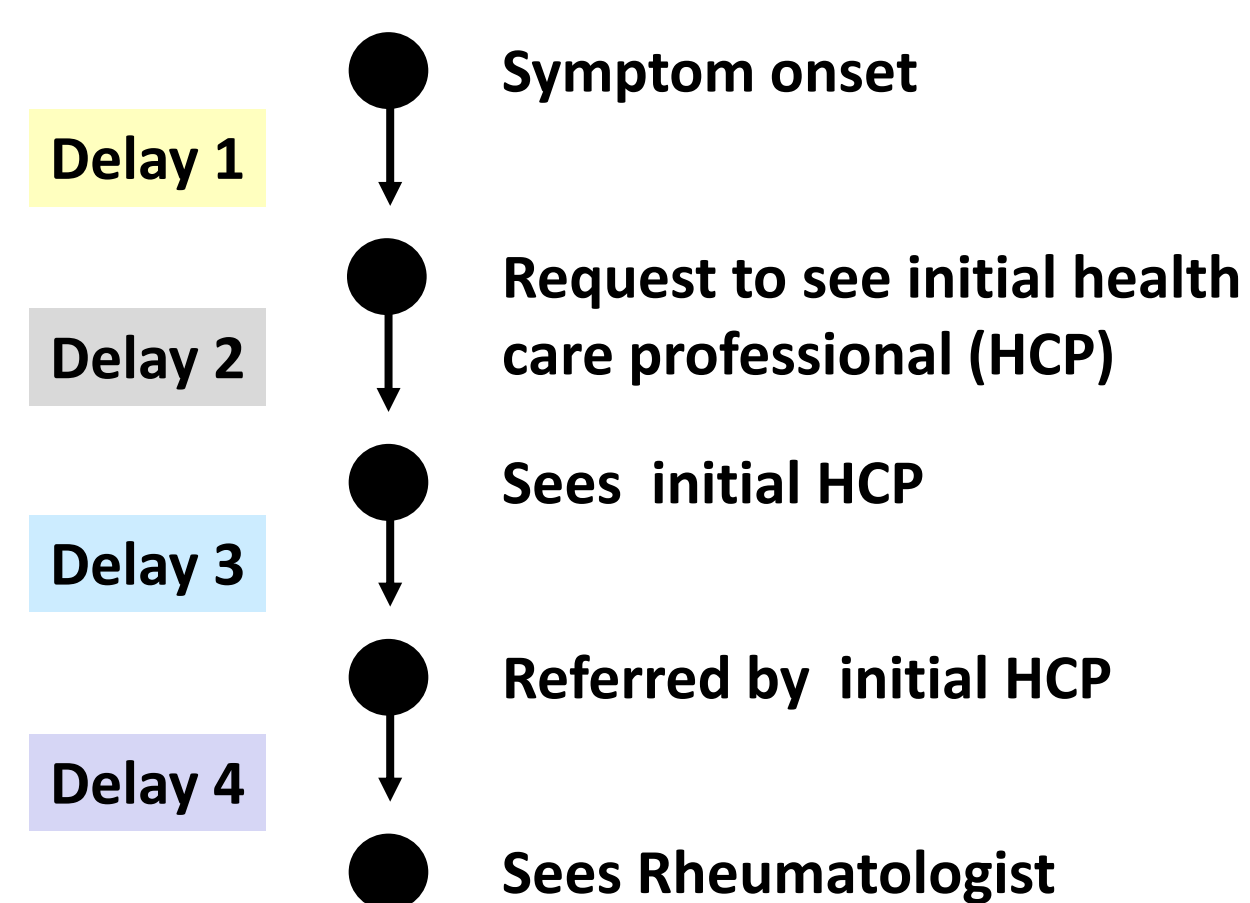 Symptom onset
Delay 1
Request to see initial health
care professional (HCP)
Delay 2
Sees  initial HCP
Delay 3
Referred by  initial HCP
Delay 4
Sees Rheumatologist